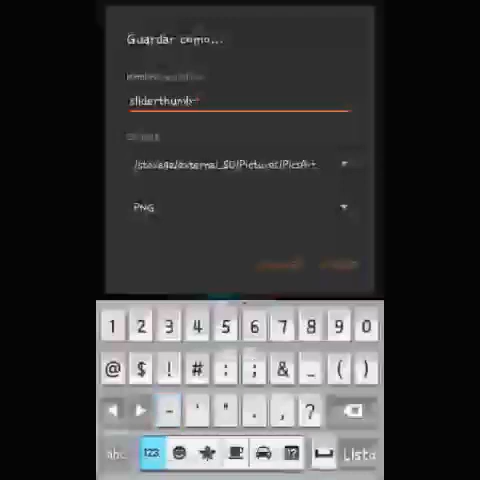 Guardar como...
sliderthumb-
/storage/external_SD/Pictures/PicsArt
PNG
1 2 3 4 5 6 7 8 9 0
@ $ ! # : ; & _ ( )
- ' " . , ?
abc 123 Listo